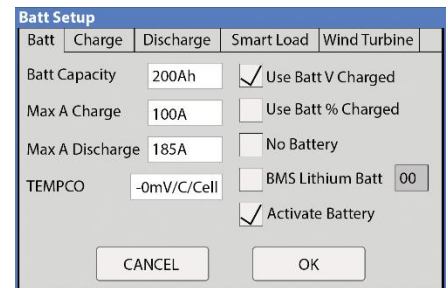 Batt Setup
Batt Charge Discharge Smart Load Wind Turbine
Batt Capacity 200Ah Use Batt V Charged
Max A Charge 100A Use Batt % Charged
Max A Discharge 185A No Battery
TEMPCO -0mV/C/Cell BMS Lithium Batt 00
Activate Battery
CANCEL OK